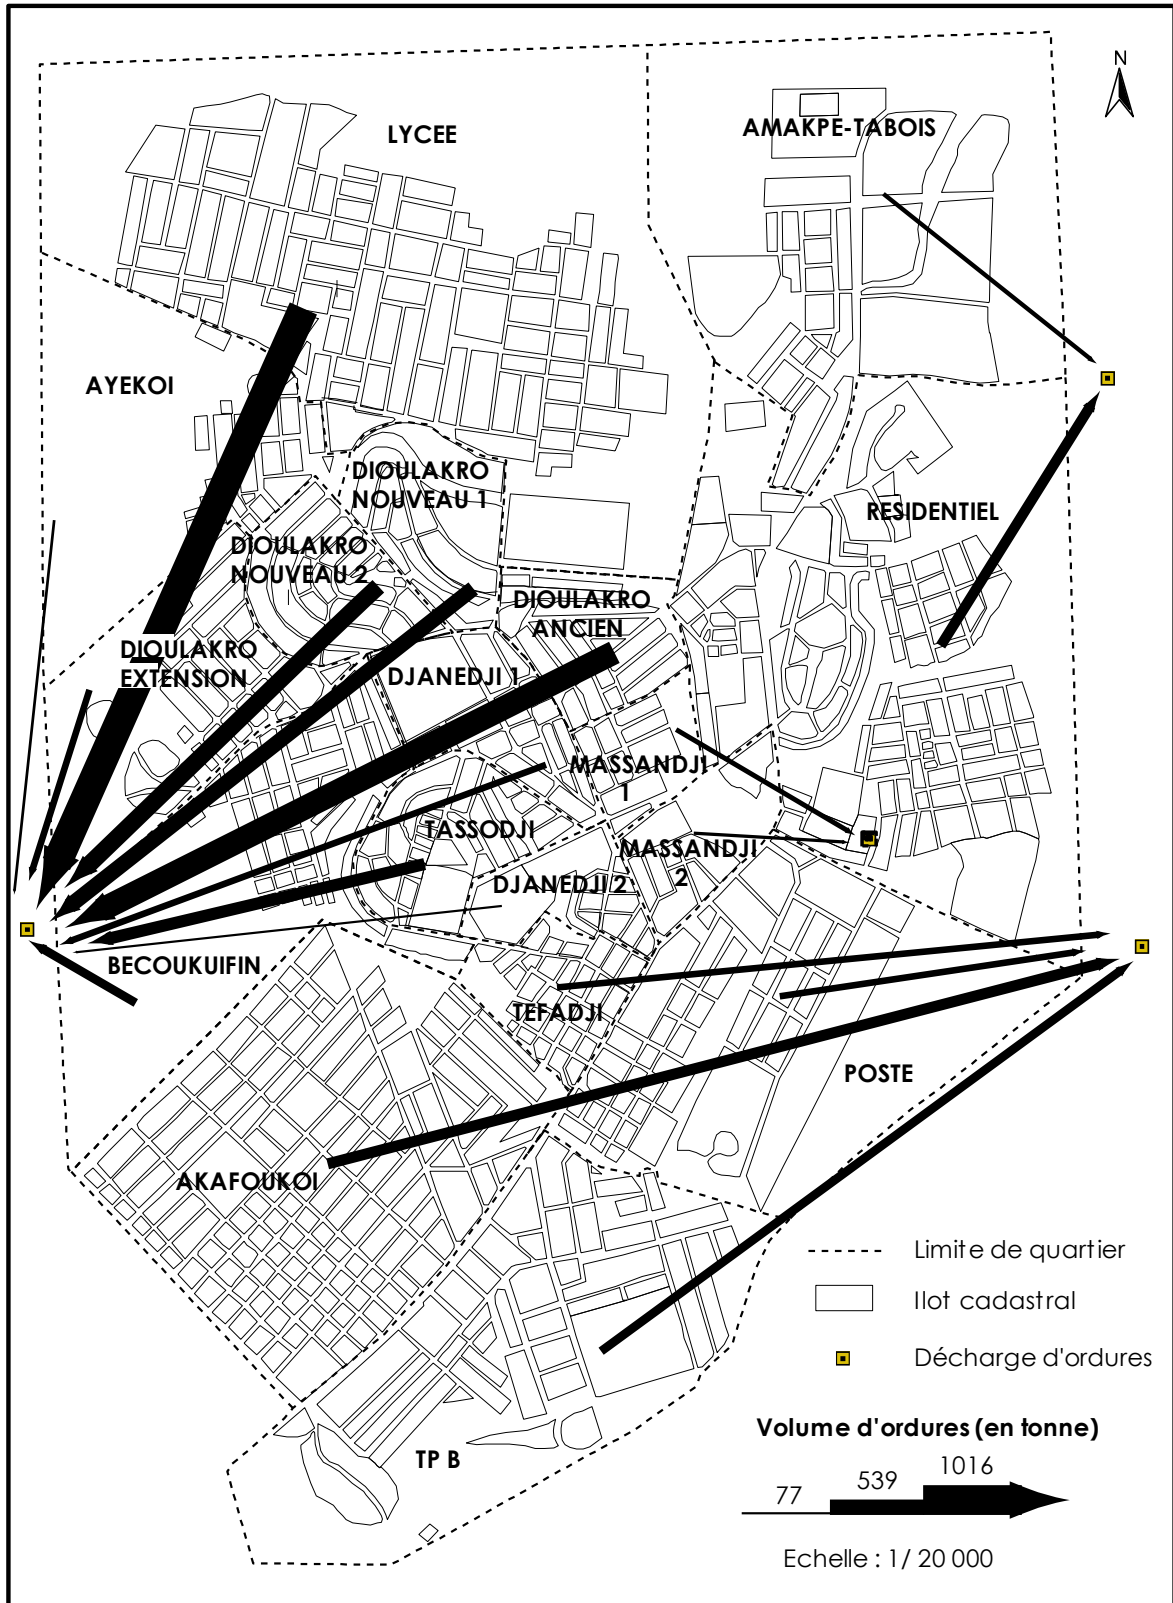 N
LYCEE
AMAKPE-TABOIS
AYEKOI
DIOULAKRO
NOUVEAU 1
RESIDENTIEL
DIOULAKRO
NOUVEAU 2
DIOULAKRO
ANCIEN
DIOULAKRO
EXTENSION
DJANEDJI 1
MASSANDJI
1
TASSODJI
MASSANDJI
2
DJANEDJI 2
BECOUKUIFIN
TEFADJI
POSTE
AKAFOUKOI
TP B
Limite de quartier
Ilot cadastral
Décharge d'ordures
Volume d'ordures (en tonne)
77 539 1016
Echelle : 1/ 20 000